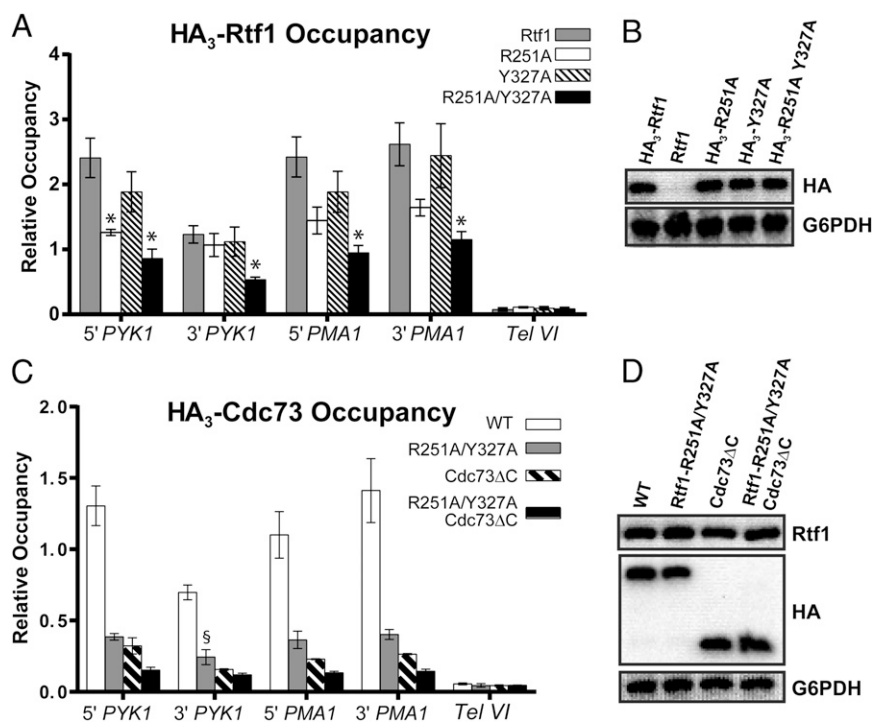 A
HA₃-Rtf1 Occupancy
Rtf1
R251A
Y327A
R251A/Y327A
Relative Occupancy
4
3
2
1
0
*
*
*
*
*
5' PYK1
3' PYK1
5' PMA1
3' PMA1
Tel VI
B
HA₃-Rtf1
Rtf1
HA₃-R251A
HA₃-Y327A
HA₃-R251A Y327A
HA
G6PDH
C
HA₃-Cdc73 Occupancy
WT
R251A/Y327A
Cdc73ΔC
R251A/Y327A
Cdc73ΔC
Relative Occupancy
2.0
1.5
1.0
0.5
0.0
§
5' PYK1
3' PYK1
5' PMA1
3' PMA1
Tel VI
D
WT
Rtf1-R251A/Y327A
Cdc73ΔC
Rtf1-R251A/Y327A
Cdc73ΔC
Rtf1
HA
G6PDH